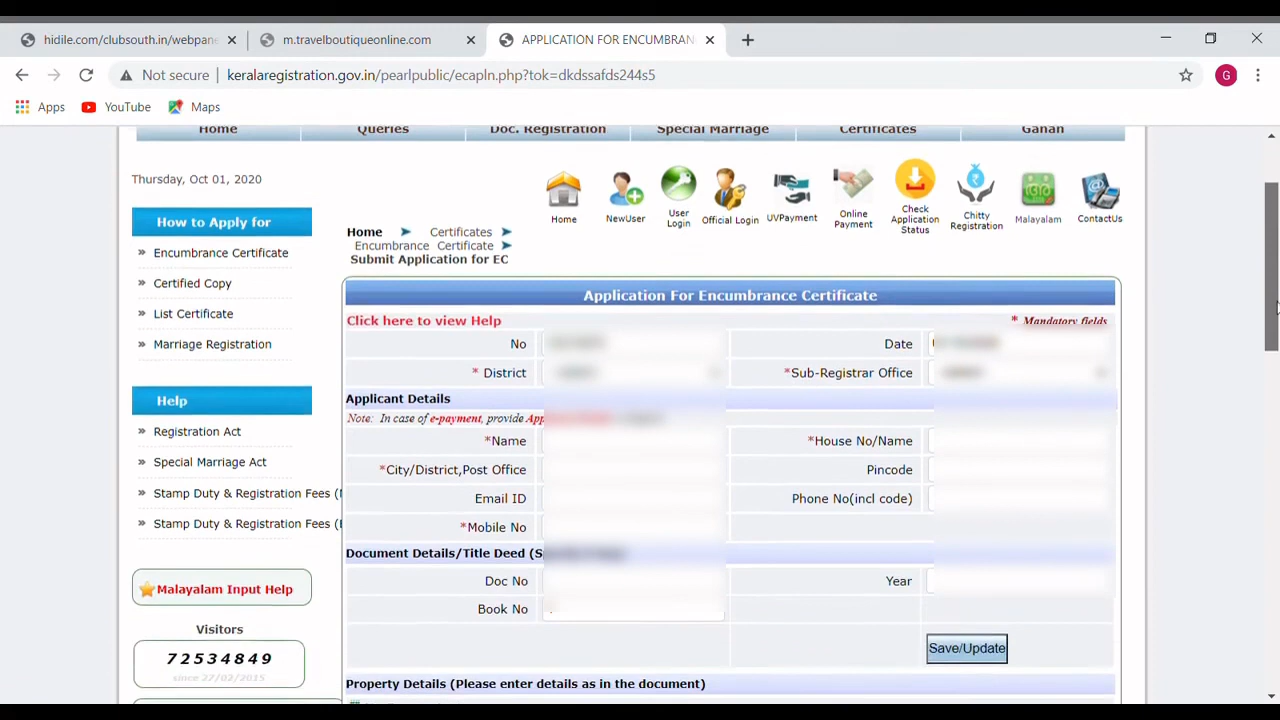 hidile.com/clubsouth.in/webpane
m.travelboutiqueonline.com
APPLICATION FOR ENCUMBRAN
Not secure
keralaregistration.gov.in/pearlpublic/ecapln.php?tok=dkdssafds244s5
G
Apps
YouTube
Maps
Home
Queries
Doc. Registration
Special Marriage
Certificates
Ganan
Thursday, Oct 01, 2020
Home
NewUser
User Login
Official Login
UVPayment
Online Payment
Check Application Status
Chitty Registration
Malayalam
ContactUs
How to Apply for
Encumbrance Certificate
Certified Copy
List Certificate
Marriage Registration
Help
Registration Act
Special Marriage Act
Stamp Duty & Registration Fees (
Stamp Duty & Registration Fees (
Malayalam Input Help
Visitors
72534849
since 27/02/2015
Home Certificates
Encumbrance Certificate
Submit Application for EC
Application For Encumbrance Certificate
Click here to view Help
* Mandatory fields
No
Date
* District
*Sub-Registrar Office
Applicant Details
Note: In case of e-payment, provide App
*Name
*House No/Name
*City/District,Post Office
Pincode
Email ID
Phone No(incl code)
*Mobile No
Document Details/Title Deed (S
Doc No
Year
Book No
Save/Update
Property Details (Please enter details as in the document)